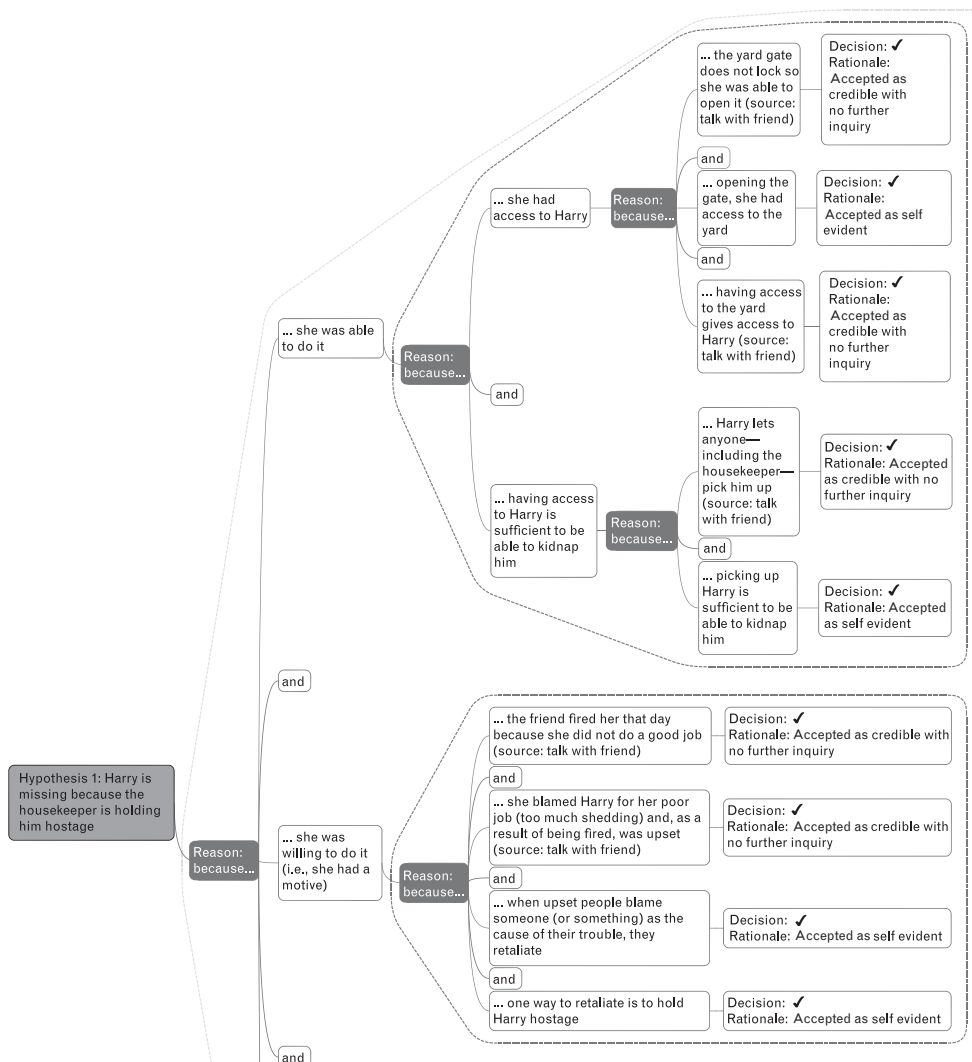 ... the yard gate
does not lock so
she was able to
open it (source:
talk with friend)
Decision: ✓
Rationale:
Accepted as
credible with
no further
inquiry
and
... opening the
gate, she had
access to the
yard
Decision: ✓
Rationale:
Accepted as self
evident
... she had
access to Harry
Reason:
because...
and
... having access
to the yard
gives access to
Harry (source:
talk with friend)
Decision: ✓
Rationale:
Accepted as
credible with
no further
inquiry
... she was able
to do it
Reason:
because...
and
... Harry lets
anyone—
including the
housekeeper—
pick him up
(source: talk
with friend)
Decision: ✓
Rationale: Accepted
as credible with no
further inquiry
... having access
to Harry is
sufficient to be
able to kidnap
him
Reason:
because...
and
... picking up
Harry is
sufficient to be
able to kidnap
him
Decision: ✓
Rationale: Accepted
as self evident
and
... the friend fired her that day
because she did not do a good job
(source: talk with friend)
Decision: ✓
Rationale: Accepted as credible with
no further inquiry
and
Hypothesis 1: Harry is
missing because the
housekeeper is holding
him hostage
Reason:
because...
... she was
willing to do it
(i.e., she had a
motive)
Reason:
because...
... she blamed Harry for her poor
job (too much shedding) and, as a
result of being fired, was upset
(source: talk with friend)
Decision: ✓
Rationale: Accepted as credible with
no further inquiry
and
... when upset people blame
someone (or something) as the
cause of their trouble, they
retaliate
Decision: ✓
Rationale: Accepted as self evident
and
... one way to retaliate is to hold
Harry hostage
Decision: ✓
Rationale: Accepted as self evident
and